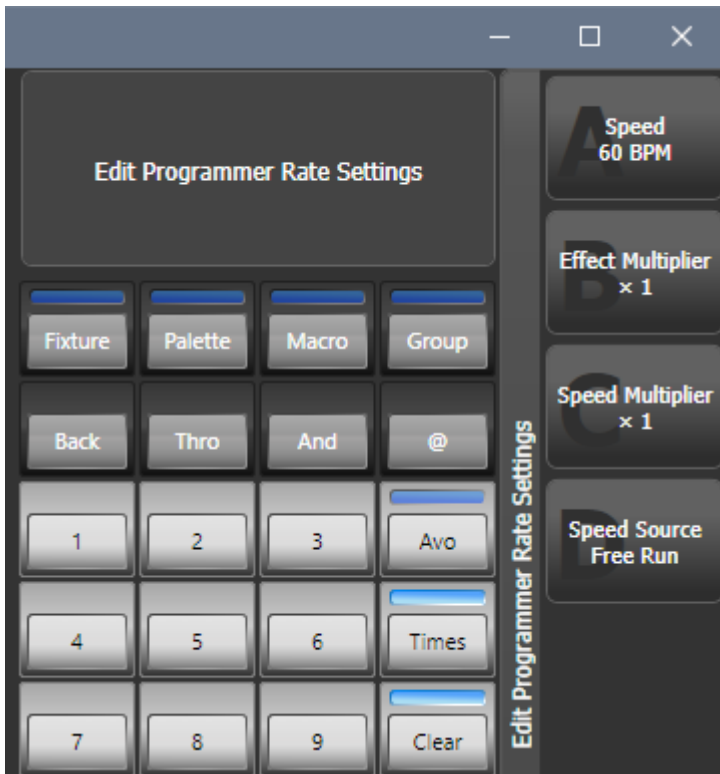 Edit Programmer Rate Settings
Fixture
Palette
Macro
Group
Back
Thro
And
@
1
2
3
Avo
4
5
6
Times
7
8
9
Clear
Edit Programmer Rate Settings
A
Speed
60 BPM
B
Effect Multiplier
× 1
C
Speed Multiplier
× 1
D
Speed Source
Free Run